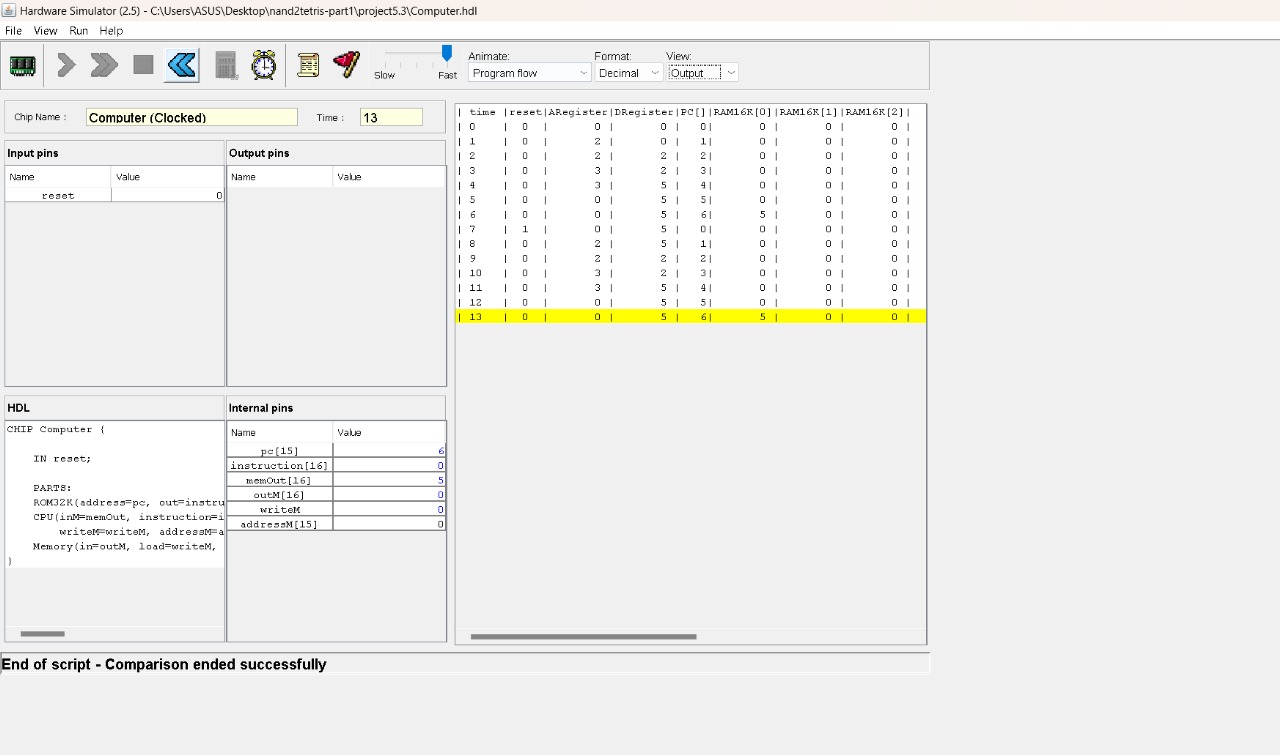 Hardware Simulator (2.5) - C:\Users\ASUS\Desktop\nand2tetris-part1\project5.3\Computer.hdl
File View Run Help
Slow Fast
Animate: Format: View:
Program flow Decimal Output
Chip Name : Computer (Clocked) Time : 13
Input pins
Name Value
reset 0
Output pins
Name Value
HDL
CHIP Computer {
IN reset;
PARTS:
ROM32K(address=pc, out=instru
CPU(inM=memOut, instruction=i
writeM=writeM, addressM=a
Memory(in=outM, load=writeM,
}
Internal pins
Name Value
pc[15] 6
instruction[16] 0
memOut[16] 5
outM[16] 0
writeM 0
addressM[15] 0
| time |reset|ARegister|DRegister|PC[]|RAM16K[0]|RAM16K[1]|RAM16K[2]|
| 0 | 0 | 0 | 0 | 0| 0 | 0 | 0 |
| 1 | 0 | 2 | 0 | 1| 0 | 0 | 0 |
| 2 | 0 | 2 | 2 | 2| 0 | 0 | 0 |
| 3 | 0 | 3 | 2 | 3| 0 | 0 | 0 |
| 4 | 0 | 3 | 5 | 4| 0 | 0 | 0 |
| 5 | 0 | 0 | 5 | 5| 0 | 0 | 0 |
| 6 | 0 | 0 | 5 | 6| 5 | 0 | 0 |
| 7 | 1 | 0 | 5 | 0| 0 | 0 | 0 |
| 8 | 0 | 2 | 5 | 1| 0 | 0 | 0 |
| 9 | 0 | 2 | 2 | 2| 0 | 0 | 0 |
| 10 | 0 | 3 | 2 | 3| 0 | 0 | 0 |
| 11 | 0 | 3 | 5 | 4| 0 | 0 | 0 |
| 12 | 0 | 0 | 5 | 5| 0 | 0 | 0 |
| 13 | 0 | 0 | 5 | 6| 5 | 0 | 0 |
End of script - Comparison ended successfully